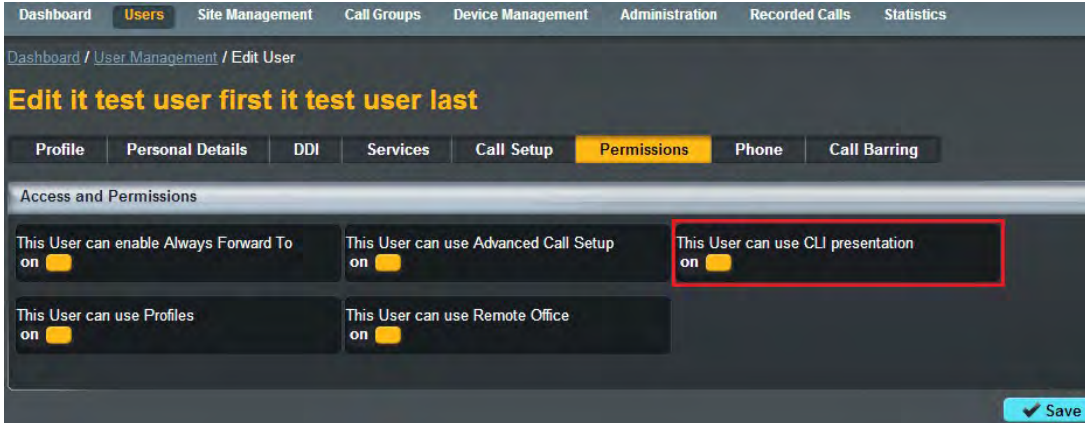 Dashboard Users Site Management Call Groups Device Management Administration Recorded Calls Statistics
Dashboard / User Management / Edit User
Edit it test user first it test user last
Profile Personal Details DDI Services Call Setup Permissions Phone Call Barring
Access and Permissions
This User can enable Always Forward To
on
This User can use Advanced Call Setup
on
This User can use CLI presentation
on
This User can use Profiles
on
This User can use Remote Office
on
Save